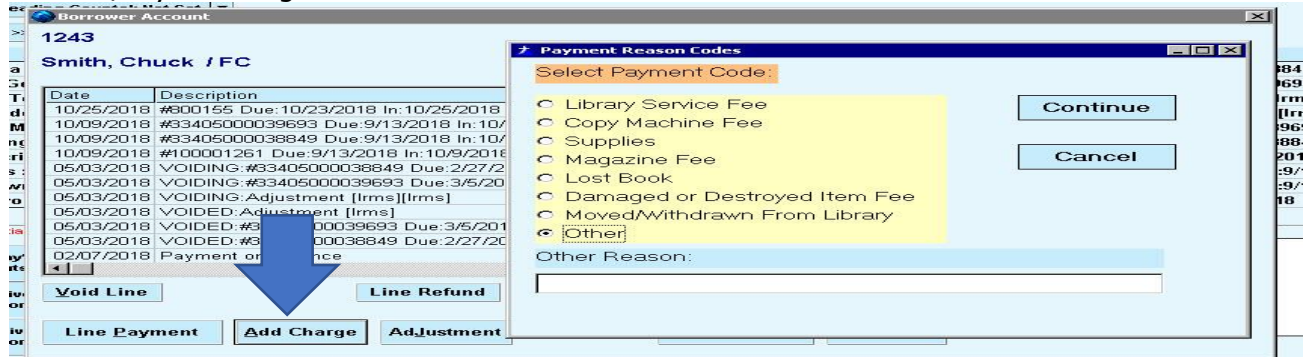 Borrower Account
1243
Smith, Chuck / FC
Date Description
10/25/2018 #800155 Due:10/23/2018 In:10/25/2018
10/09/2018 #33405000039693 Due:9/13/2018 In:10/
10/09/2018 #33405000038849 Due:9/13/2018 In:10/
10/09/2018 #100001261 Due:9/13/2018 In:10/9/2018
05/03/2018 VOIDING:#33405000038849 Due:2/27/2
05/03/2018 VOIDING:#33405000039693 Due:3/5/20
05/03/2018 VOIDING:Adjustment [lrms][lrms]
05/03/2018 VOIDED:Adjustment [lrms]
05/03/2018 VOIDED:#3 00039693 Due:3/5/201
05/03/2018 VOIDED:#3 00038849 Due:2/27/20
02/07/2018 Payment on
Void Line
Line Refund
Line Payment
Add Charge
AdJustment
Payment Reason Codes
Select Payment Code:
Library Service Fee
Copy Machine Fee
Supplies
Magazine Fee
Lost Book
Damaged or Destroyed Item Fee
Moved/Withdrawn From Library
Other
Other Reason:
Continue
Cancel